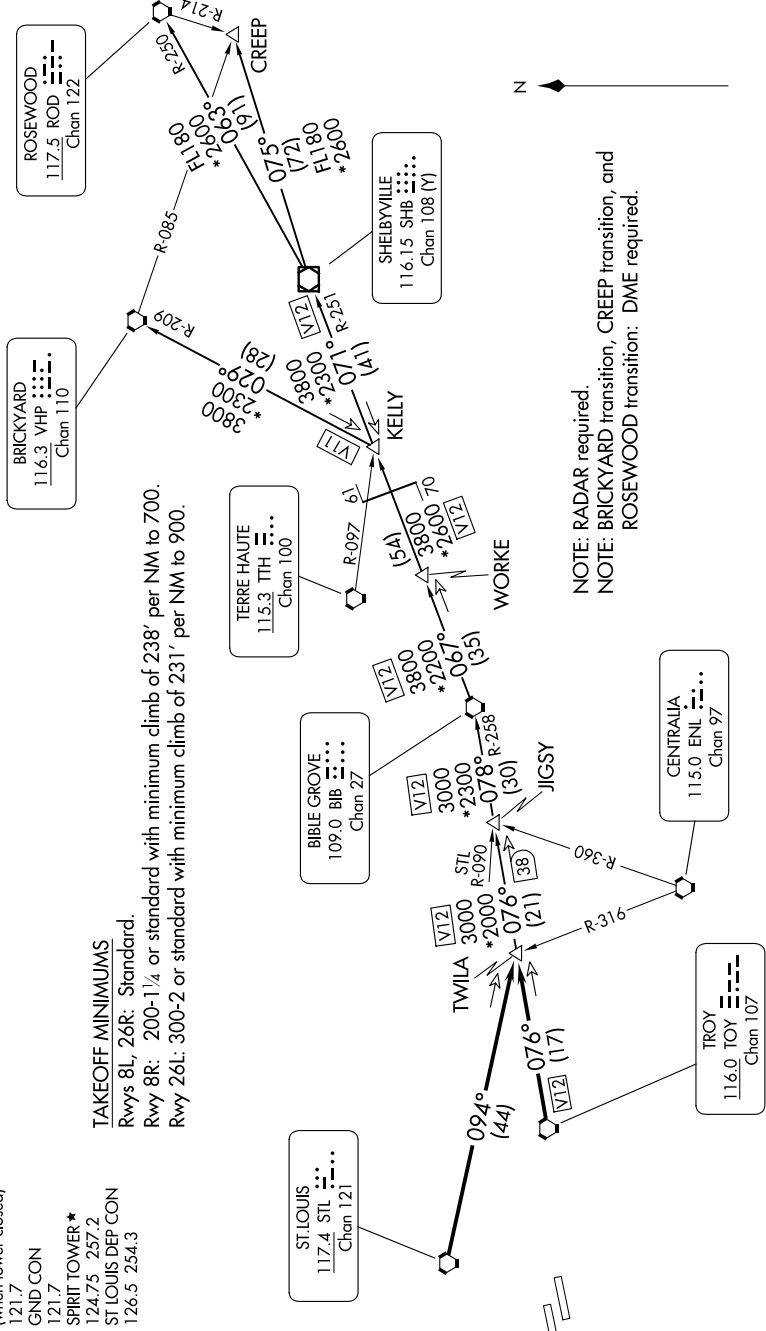 (when tower closed)
121.7
GND CON
121.7
SPIRIT TOWER ★
124.75 257.2
ST LOUIS DEP CON
126.5 254.3
TAKEOFF MINIMUMS
Rwys 8L, 26R: Standard.
Rwy 8R: 200-1¼ or standard with minimum climb of 238' per NM to 700.
Rwy 26L: 300-2 or standard with minimum climb of 231' per NM to 900.
ST.LOUIS
117.4 STL
Chan 121
094°
(44)
TROY
116.0 TOY
Chan 107
V12
076°
(17)
TWILA
CENTRALIA
115.0 ENL
Chan 97
R-316
R-360
V12
3000
*2000
076°
(21)
STL
R-090
38
JIGSY
V12
3000
*2300
078°
(30)
R-258
BIBLE GROVE
109.0 BIB
Chan 27
V12
3800
*2200
067°
(35)
WORKE
(54)
3800
*2600
V12
61
70
TERRE HAUTE
115.3 TTH
Chan 100
R-097
KELLY
V11
3800
*2300
029°
(28)
R-209
BRICKYARD
116.3 VHP
Chan 110
R-085
V12
3800
*2300
071°
(41)
R-251
SHELBYVILLE
116.15 SHB
Chan 108 (Y)
FL180
*2600
063°
(91)
R-250
075°
(72)
FL180
*2600
ROSEWOOD
117.5 ROD
Chan 122
R-214
CREEP
N
NOTE: RADAR required.
NOTE: BRICKYARD transition, CREEP transition, and
ROSEWOOD transition: DME required.